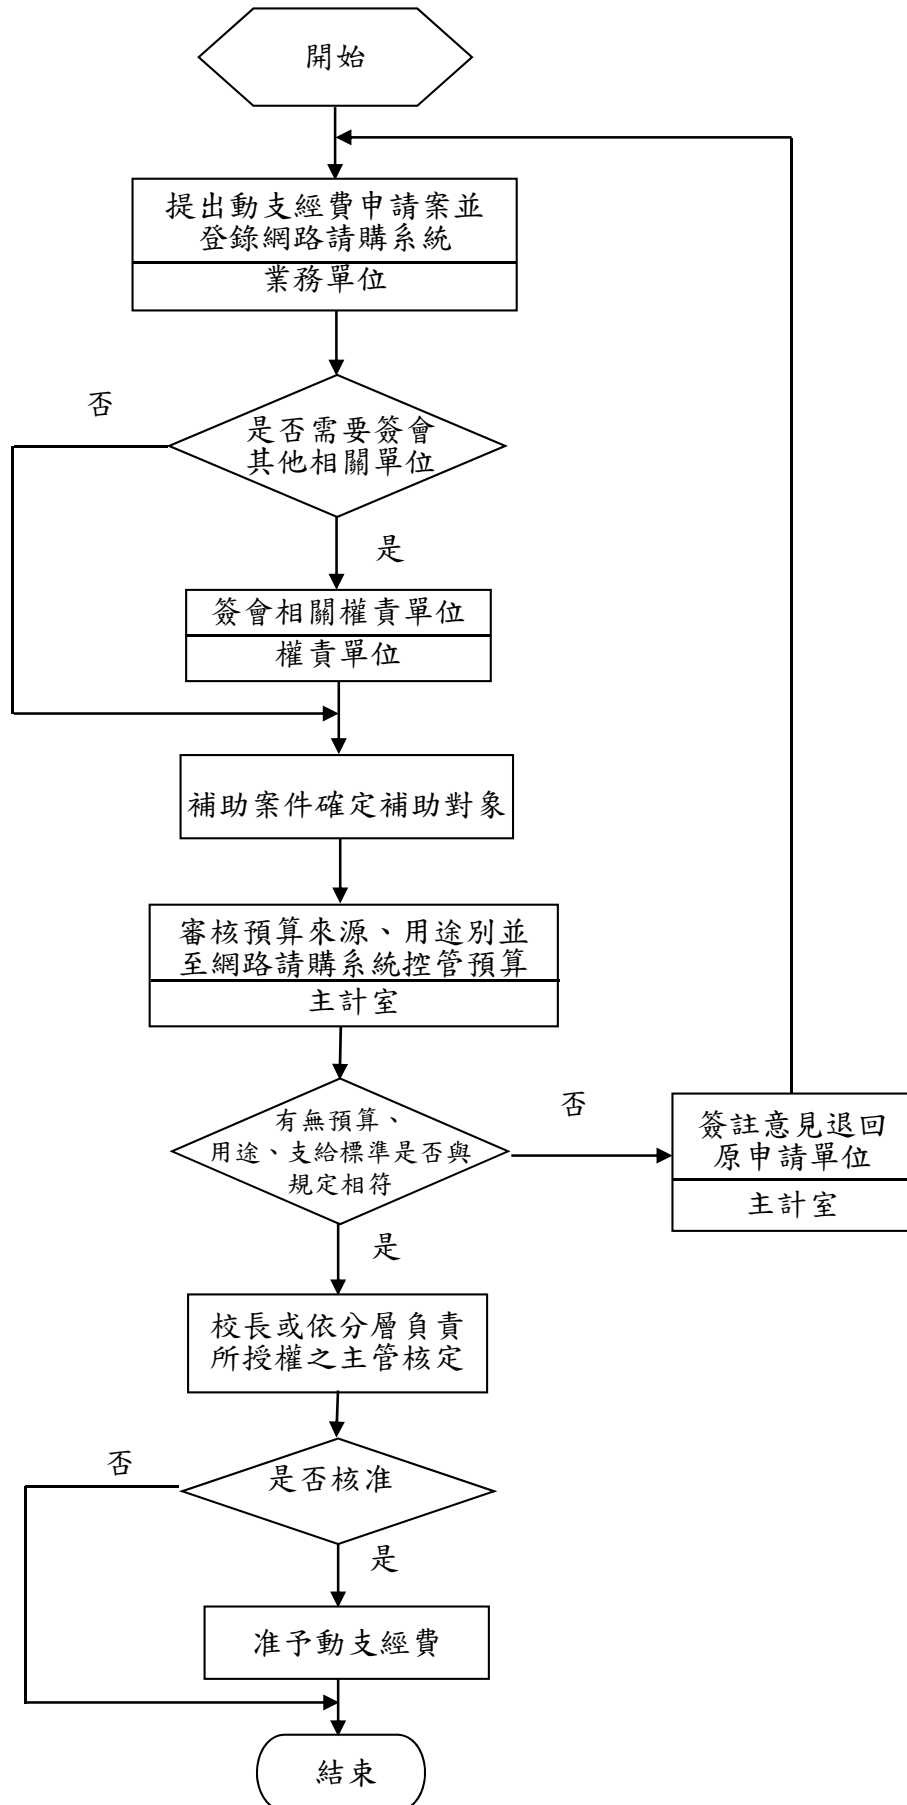 開始
提出動支經費申請案並
登錄網路請購系統
業務單位
否
是否需要簽會
其他相關單位
是
簽會相關權責單位
權責單位
補助案件確定補助對象
審核預算來源、用途別並
至網路請購系統控管預算
主計室
有無預算、
用途、支給標準是否與
規定相符
否
簽註意見退回
原申請單位
主計室
是
校長或依分層負責
所授權之主管核定
否
是否核准
是
准予動支經費
結束